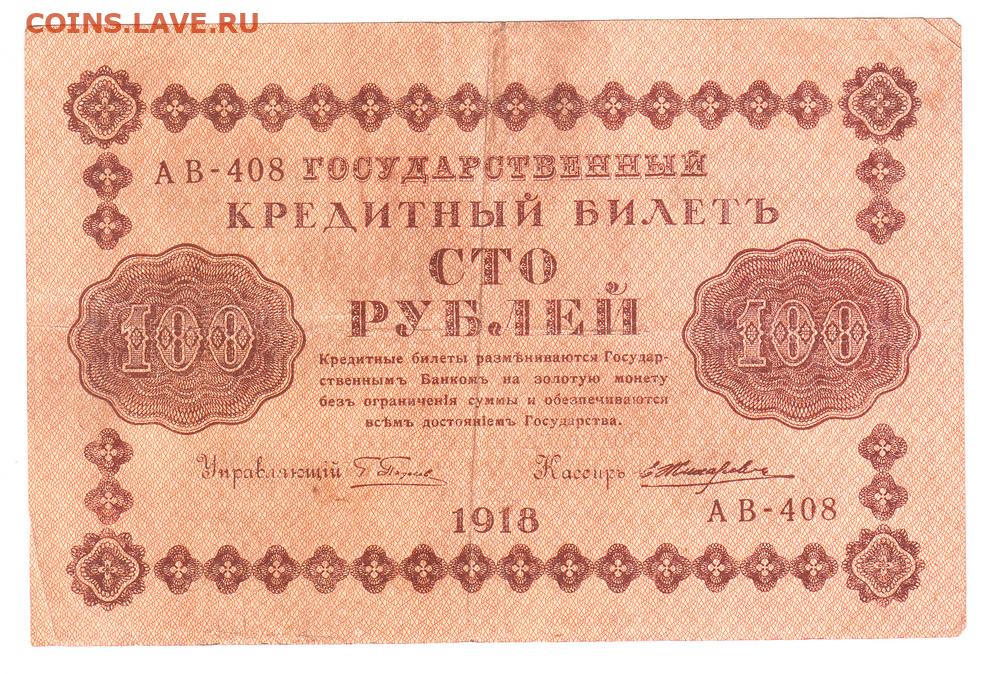 COINS.LAVE.РУ
АВ-408 ГОСУДАРСТВЕННЫЙ
КРЕДИТНЫЙ БИЛЕТЪ
СТО
РУБЛЕЙ
100
100
Кредитные билеты размѣниваются Государ-
ственнымъ Банкомъ на золотую монету
безъ ограниченія суммы и обезпечиваются
всѣмъ достояніемъ Государства.
Управляющій
Кассиръ
1918
АВ-408